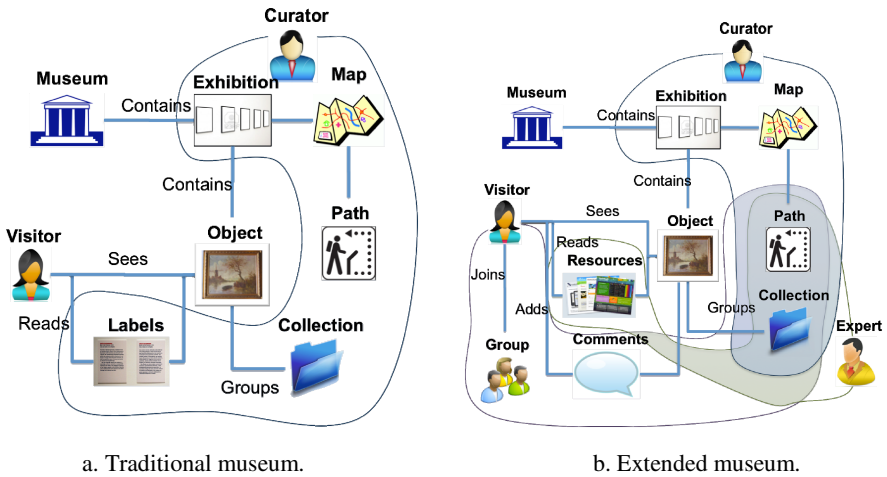 Curator
Museum
Exhibition
Map
Contains
Contains
Path
Visitor
Object
Sees
Reads
Labels
Collection
Groups
a. Traditional museum.
Curator
Museum
Exhibition
Map
Contains
Contains
Visitor
Sees
Object
Path
Reads
Resources
Joins
Adds
Groups
Collection
Expert
Group
Comments
b. Extended museum.